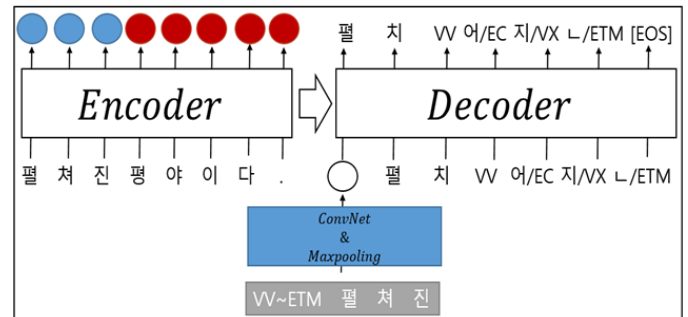 펼 치 VV 어/EC 지/VX ㄴ/ETM [EOS]
Encoder
Decoder
펼 쳐 진 평 야 이 다 .
펼 치 VV 어/EC 지/VX ㄴ/ETM
ConvNet
&
Maxpooling
VV~ETM 펼 쳐 진